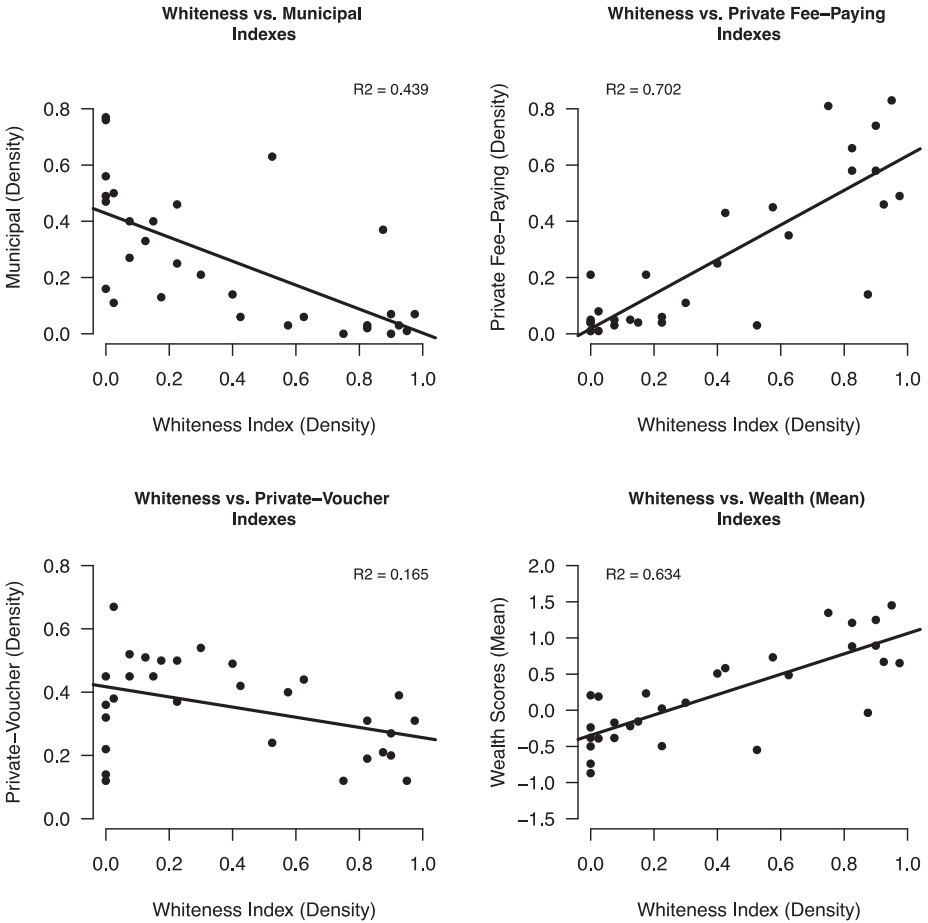 Whiteness vs. Municipal
Indexes
R2 = 0.439
Municipal (Density)
0.8
0.6
0.4
0.2
0.0
0.0 0.2 0.4 0.6 0.8 1.0
Whiteness Index (Density)
Whiteness vs. Private Fee−Paying
Indexes
R2 = 0.702
Private Fee−Paying (Density)
0.8
0.6
0.4
0.2
0.0
0.0 0.2 0.4 0.6 0.8 1.0
Whiteness Index (Density)
Whiteness vs. Private−Voucher
Indexes
R2 = 0.165
Private−Voucher (Density)
0.8
0.6
0.4
0.2
0.0
0.0 0.2 0.4 0.6 0.8 1.0
Whiteness Index (Density)
Whiteness vs. Wealth (Mean)
Indexes
R2 = 0.634
Wealth Scores (Mean)
2.0
1.5
1.0
0.5
0.0
−0.5
−1.0
−1.5
0.0 0.2 0.4 0.6 0.8 1.0
Whiteness Index (Density)